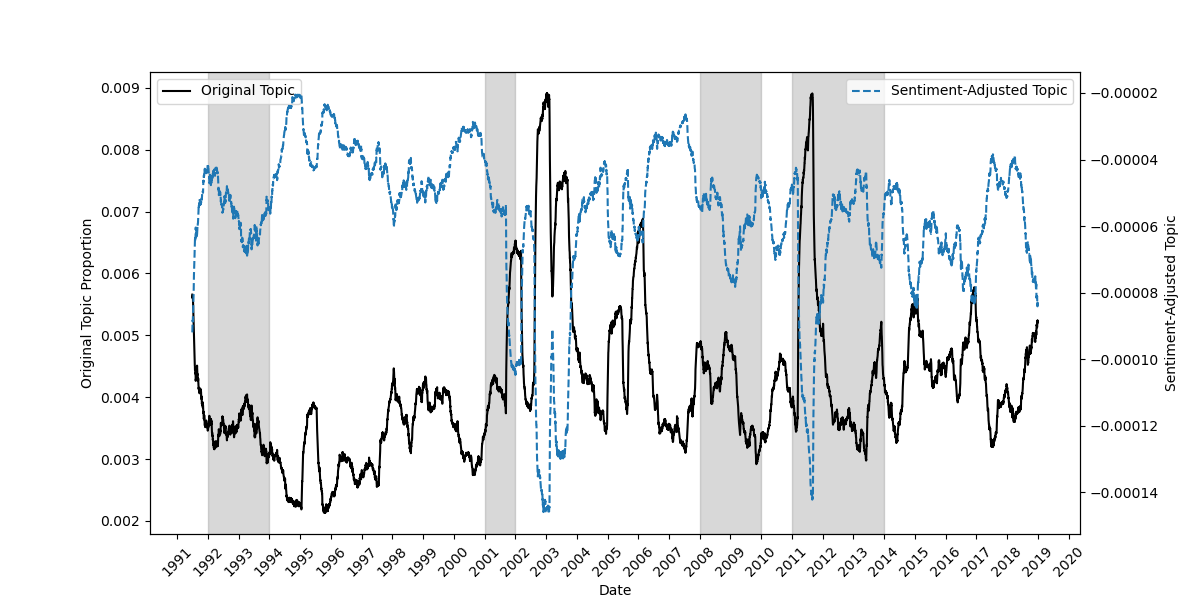 Original Topic
Sentiment-Adjusted Topic
0.009
0.008
0.007
0.006
0.005
0.004
0.003
0.002
Original Topic Proportion
−0.00002
−0.00004
−0.00006
−0.00008
−0.00010
−0.00012
−0.00014
Sentiment-Adjusted Topic
1991 1992 1993 1994 1995 1996 1997 1998 1999 2000 2001 2002 2003 2004 2005 2006 2007 2008 2009 2010 2011 2012 2013 2014 2015 2016 2017 2018 2019 2020
Date